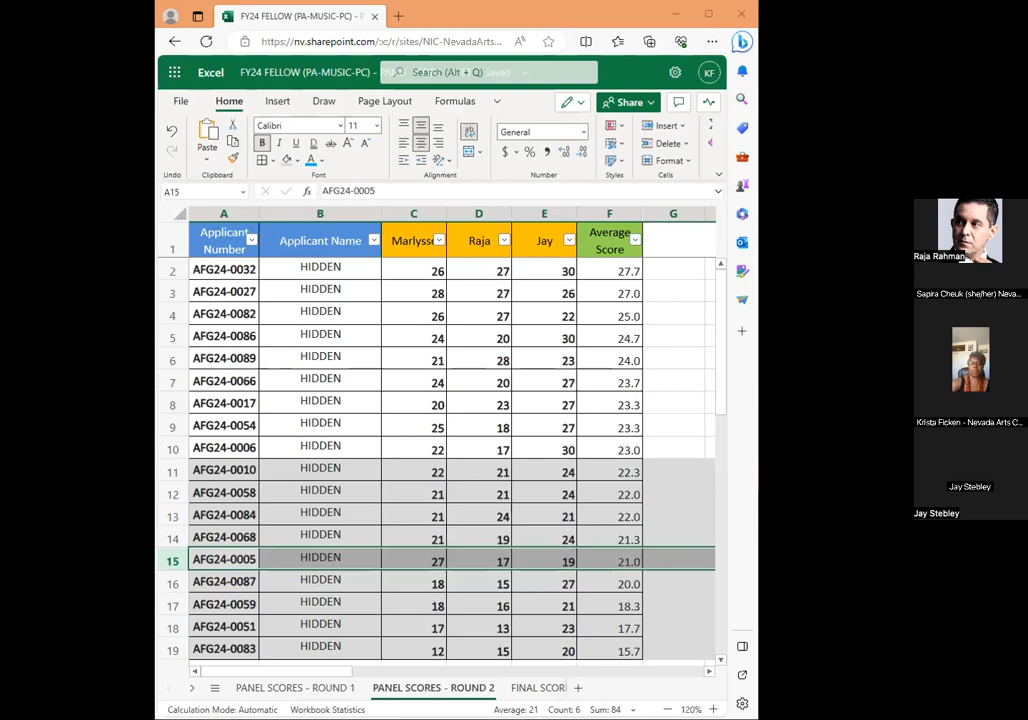 FY24 FELLOW (PA-MUSIC-PC) - P
https://nv.sharepoint.com/:x:/r/sites/NIC-NevadaArts...
Excel FY24 FELLOW (PA-MUSIC-PC) - Search (Alt + Q) Saved KF
File Home Insert Draw Page Layout Formulas Share
Paste Calibri 11 General Insert
Delete
Styles Format
Undo Clipboard Font Alignment Number Cells
A15 fx AFG24-0005
A B C D E F G
1 Applicant Number Applicant Name Marlysse Raja Jay Average Score
2 AFG24-0032 HIDDEN 26 27 30 27.7
3 AFG24-0027 HIDDEN 28 27 26 27.0
4 AFG24-0082 HIDDEN 26 27 22 25.0
5 AFG24-0086 HIDDEN 24 20 30 24.7
6 AFG24-0089 HIDDEN 21 28 23 24.0
7 AFG24-0066 HIDDEN 24 20 27 23.7
8 AFG24-0017 HIDDEN 20 23 27 23.3
9 AFG24-0054 HIDDEN 25 18 27 23.3
10 AFG24-0006 HIDDEN 22 17 30 23.0
11 AFG24-0010 HIDDEN 22 21 24 22.3
12 AFG24-0058 HIDDEN 21 21 24 22.0
13 AFG24-0084 HIDDEN 21 24 21 22.0
14 AFG24-0068 HIDDEN 21 19 24 21.3
15 AFG24-0005 HIDDEN 27 17 19 21.0
16 AFG24-0087 HIDDEN 18 15 27 20.0
17 AFG24-0059 HIDDEN 18 16 21 18.3
18 AFG24-0051 HIDDEN 17 13 23 17.7
19 AFG24-0083 HIDDEN 12 15 20 15.7
PANEL SCORES - ROUND 1 PANEL SCORES - ROUND 2 FINAL SCOR
Calculation Mode: Automatic Workbook Statistics Average: 21 Count: 6 Sum: 84 120%
Raja Rahman
Sapira Cheuk (she/her) Neva...
Krista Ficken - Nevada Arts C...
Jay Stebley
Jay Stebley